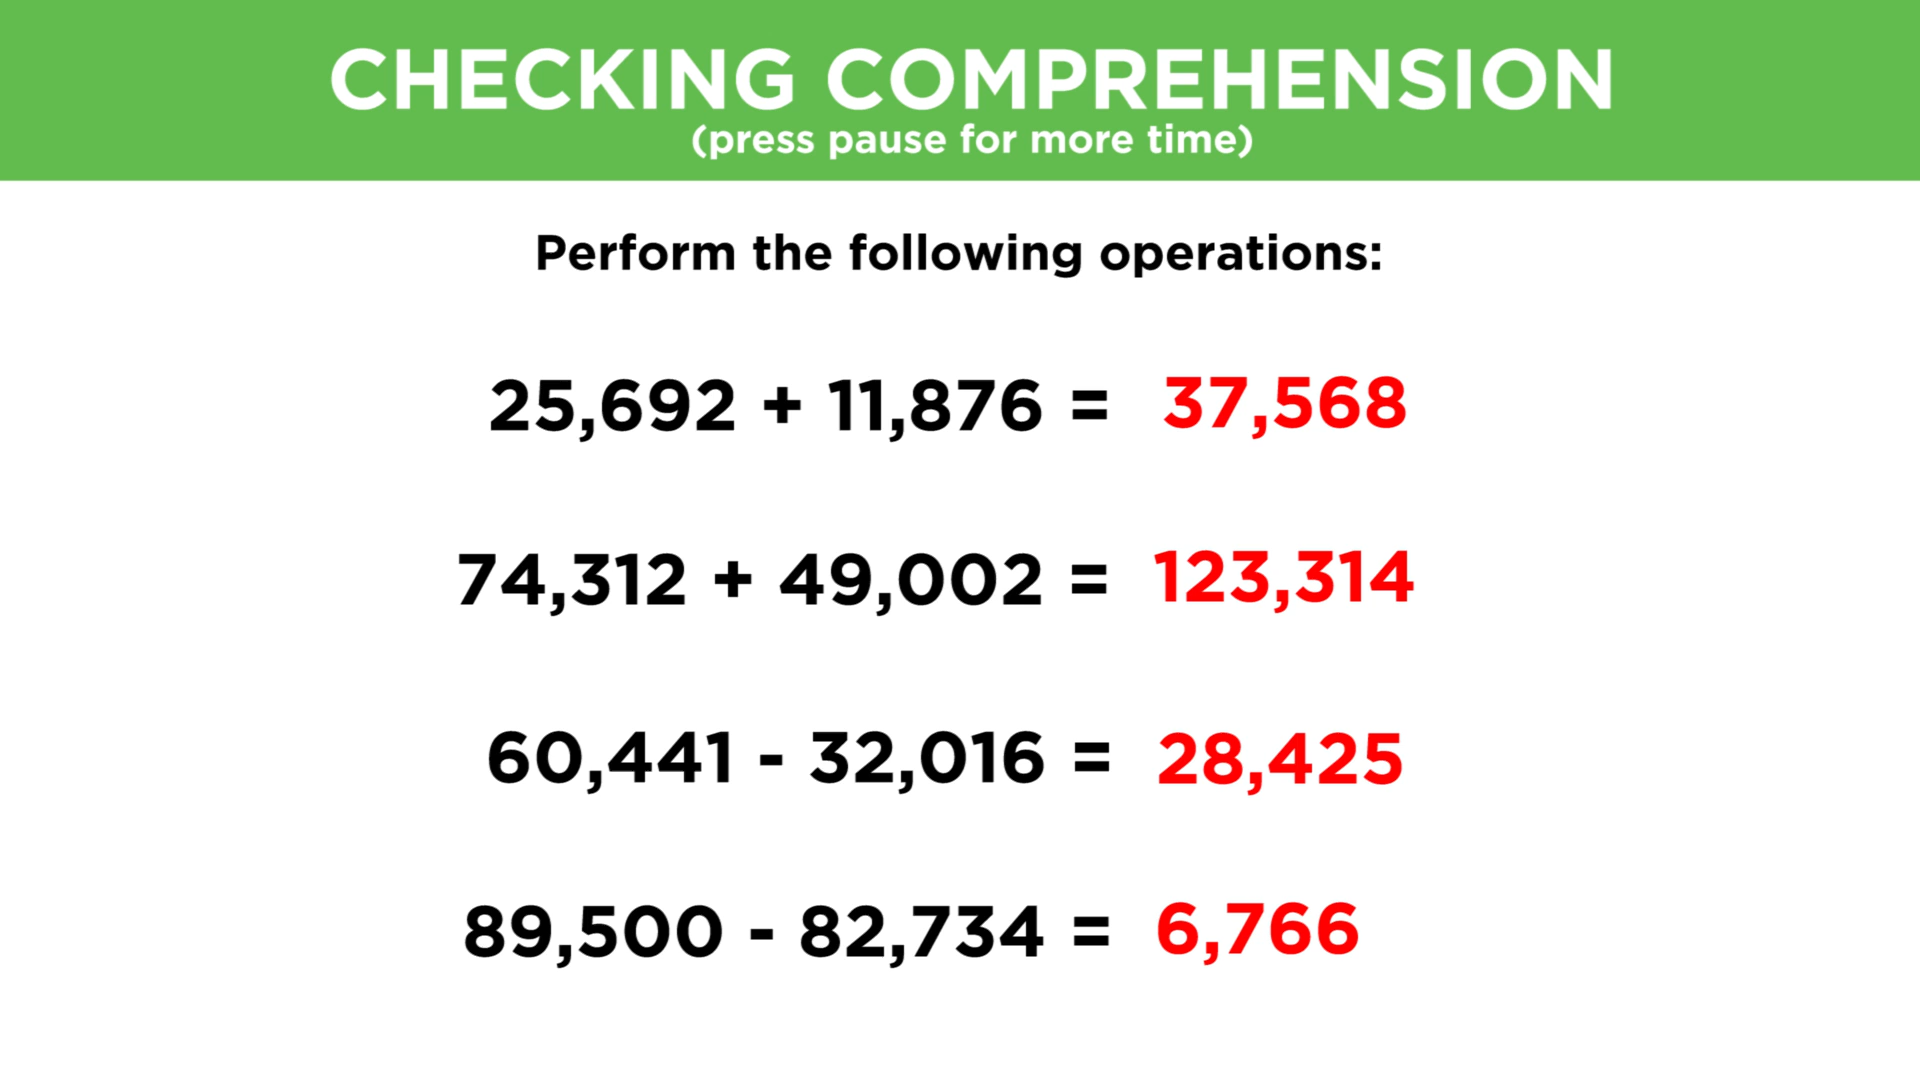 CHECKING COMPREHENSION
(press pause for more time)
Perform the following operations:
25,692 + 11,876 = 37,568
74,312 + 49,002 = 123,314
60,441 - 32,016 = 28,425
89,500 - 82,734 = 6,766